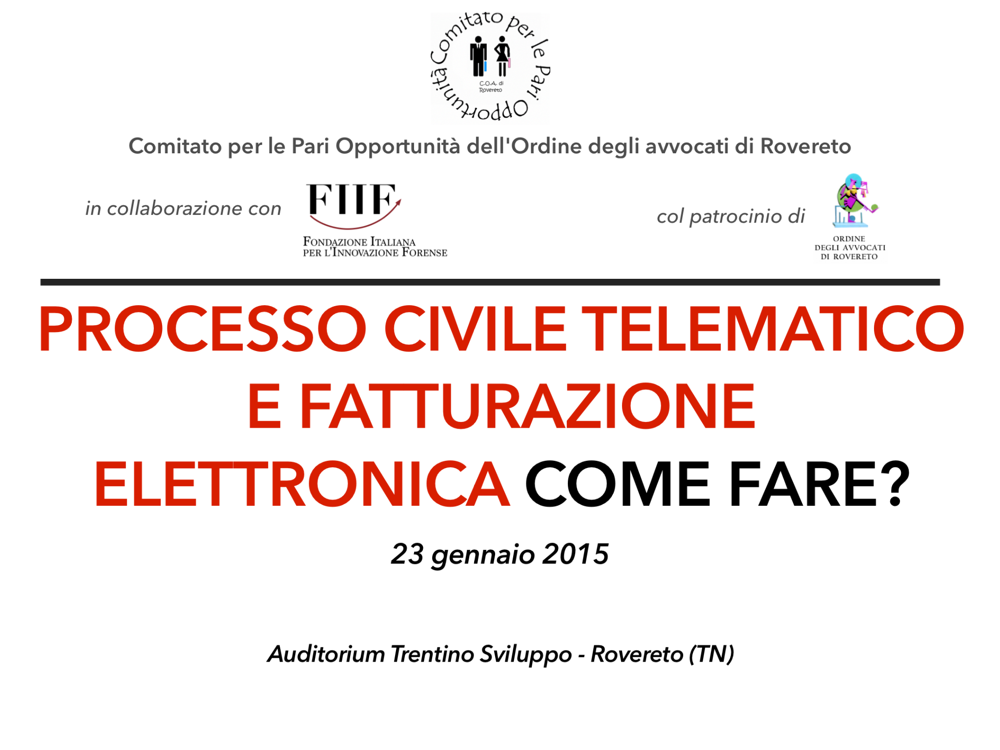 Comitato per le Pari Opportunità
C.O.A. di
Rovereto
Comitato per le Pari Opportunità dell'Ordine degli avvocati di Rovereto
in collaborazione con
FIIF
FONDAZIONE ITALIANA
PER L'INNOVAZIONE FORENSE
col patrocinio di
ORDINE
DEGLI AVVOCATI
DI ROVERETO
PROCESSO CIVILE TELEMATICO
E FATTURAZIONE
ELETTRONICA COME FARE?
23 gennaio 2015
Auditorium Trentino Sviluppo - Rovereto (TN)